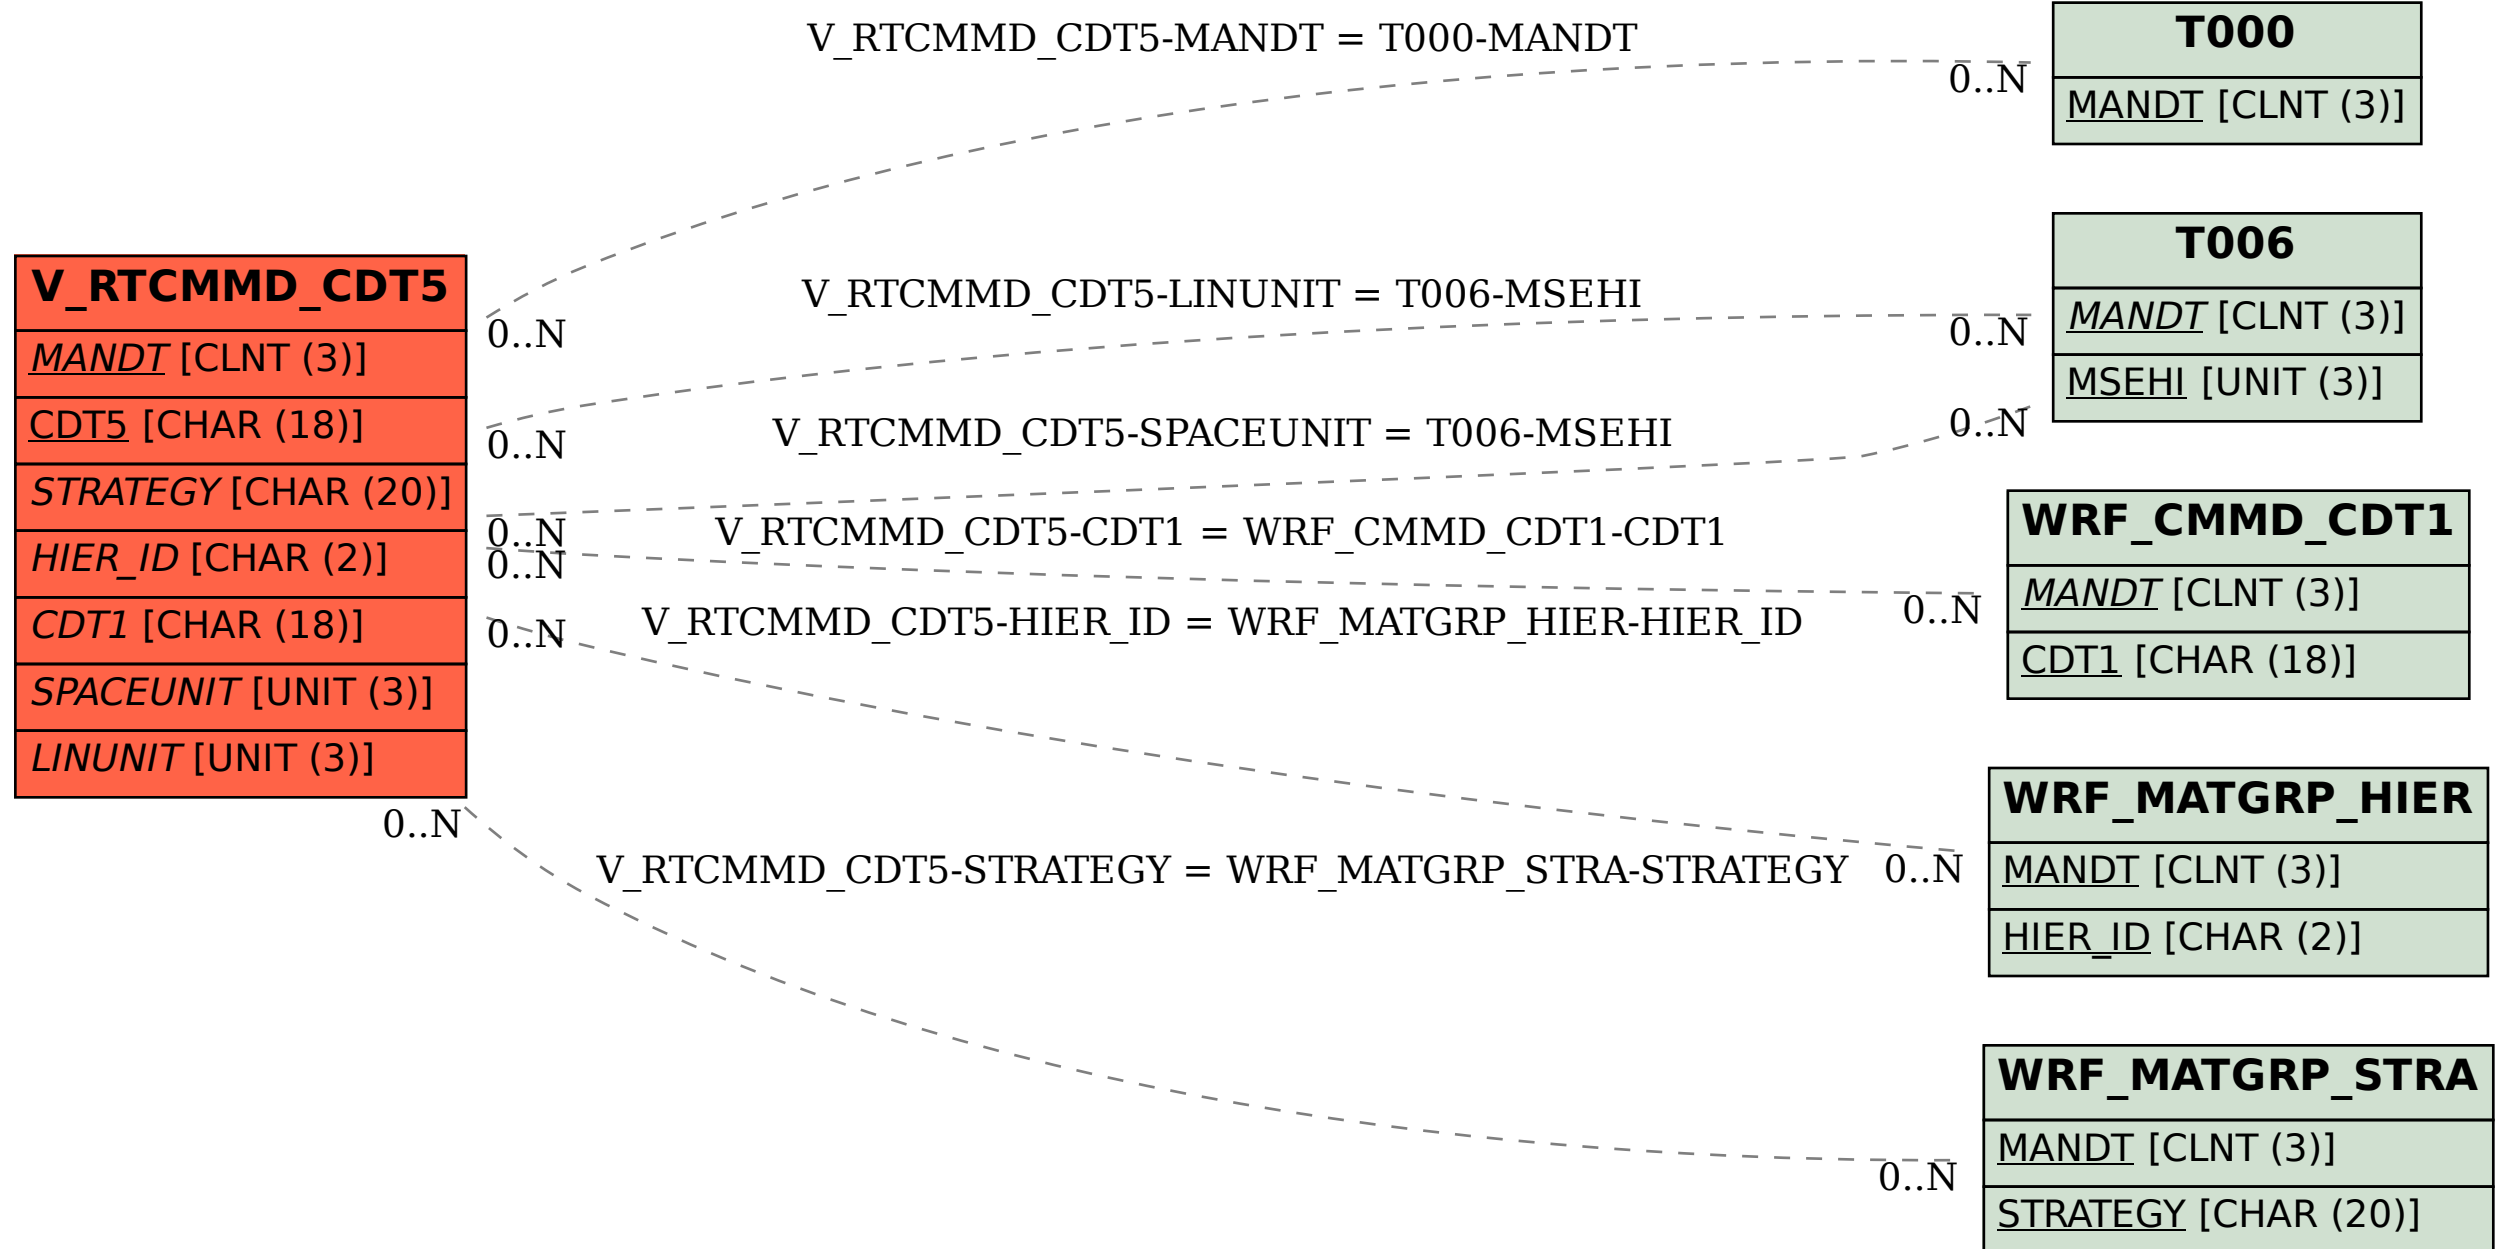 V_RTCMMD_CDT5
MANDT [CLNT (3)]
CDT5 [CHAR (18)]
STRATEGY [CHAR (20)]
HIER_ID [CHAR (2)]
CDT1 [CHAR (18)]
SPACEUNIT [UNIT (3)]
LINUNIT [UNIT (3)]
V_RTCMMD_CDT5-MANDT = T000-MANDT
0..N
0..N
V_RTCMMD_CDT5-LINUNIT = T006-MSEHI
0..N
0..N
V_RTCMMD_CDT5-SPACEUNIT = T006-MSEHI
0..N
0..N
V_RTCMMD_CDT5-CDT1 = WRF_CMMD_CDT1-CDT1
0..N
0..N
V_RTCMMD_CDT5-HIER_ID = WRF_MATGRP_HIER-HIER_ID
0..N
0..N
V_RTCMMD_CDT5-STRATEGY = WRF_MATGRP_STRA-STRATEGY
0..N
0..N
T000
MANDT [CLNT (3)]
T006
MANDT [CLNT (3)]
MSEHI [UNIT (3)]
WRF_CMMD_CDT1
MANDT [CLNT (3)]
CDT1 [CHAR (18)]
WRF_MATGRP_HIER
MANDT [CLNT (3)]
HIER_ID [CHAR (2)]
WRF_MATGRP_STRA
MANDT [CLNT (3)]
STRATEGY [CHAR (20)]